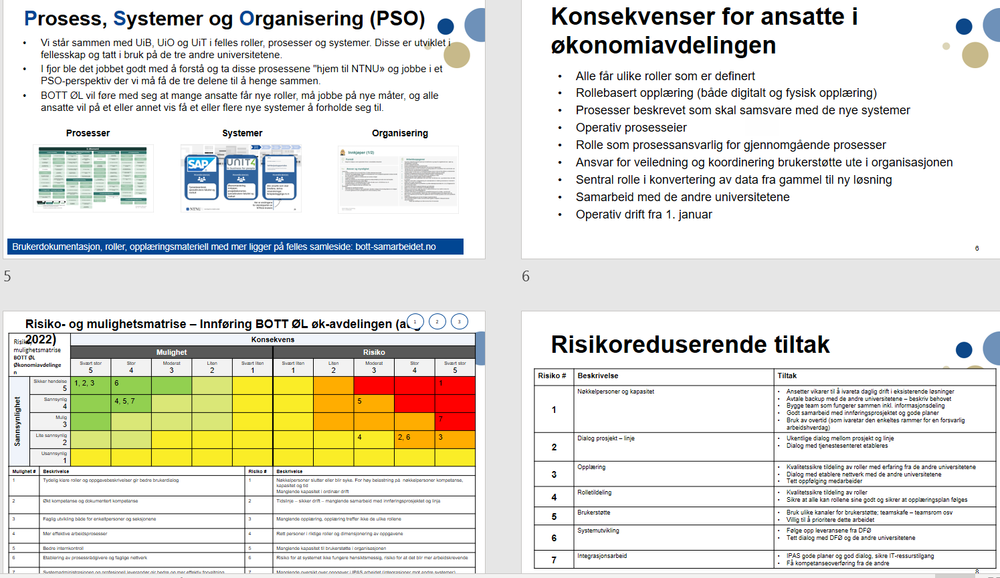 Prosess, Systemer og Organisering (PSO)
• Vi står sammen med UiB, UiO og UiT i felles roller, prosesser og systemer. Disse er utviklet i
fellesskap og tatt i bruk på de tre andre universitetene.
• I fjor ble det jobbet godt med å forstå og ta disse prosessene "hjem til NTNU» og jobbe i et
PSO-perspektiv der vi må få de tre delene til å henge sammen.
• BOTT ØL vil føre med seg at mange ansatte får nye roller, må jobbe på nye måter, og alle
ansatte vil på et eller annet vis få et eller flere nye systemer å forholde seg til.
Prosesser
Systemer
Organisering
SAP
UNIT4
NTNU
Innkjøper (1/2)
Brukerdokumentasjon, roller, opplæringsmateriell med mer ligger på felles samleside: bott-samarbeidet.no
5
Konsekvenser for ansatte i
økonomiavdelingen
• Alle får ulike roller som er definert
• Rollebasert opplæring (både digitalt og fysisk opplæring)
• Prosesser beskrevet som skal samsvare med de nye systemer
• Operativ prosesseier
• Rolle som prosessansvarlig for gjennomgående prosesser
• Ansvar for veiledning og koordinering brukerstøtte ute i organisasjonen
• Sentral rolle i konvertering av data fra gammel til ny løsning
• Samarbeid med de andre universitetene
• Operativ drift fra 1. januar
6
6
Risiko- og mulighetsmatrise – Innføring BOTT ØL øk-avdelingen (aug
2022)
1 2 3
Risiko
mulighetsmatrise
BOTT ØL
Økonomiavdelinge
n
Konsekvens
Mulighet Risiko
Svært stor Stor Moderat Liten Svært liten Svært liten Liten Moderat Stor Svært stor
5 4 3 2 1 1 2 3 4 5
Sannsynlighet
Sikker hendelse
5 1, 2, 3 6 1
Sannsynlig
4 4, 5, 7 5
Mulig
3 7
Lite sannsynlig
2 4 2, 6 3
Usannsynlig
1
Mulighet # Beskrivelse Risiko # Beskrivelse
1 Tydelig klare roller og oppgavebeskrivelser gir bedre brukerdialog 1 Nøkkelpersoner slutter eller blir syke. For høy belastning på nøkkelpersoner kompetanse,
kapasitet og tid
Manglende kapasitet i ordinær drift
2 Økt kompetanse og dokumentert kompetanse 2 Tidslinje – sikker drift – manglende samarbeid med innføringsprosjektet og linja
3 Faglig utvikling både for enkeltpersoner og seksjonene 3 Manglende opplæring, opplæring treffer ikke de ulike rollene
4 Mer effektive arbeidsprosesser 4 Rett personer i riktige roller og dimensjonering av oppgavene
5 Bedre internkontroll 5 Manglende kapasitet til brukerstøtte i organisasjonen
6 Etablering av prosessrådgivere og faglige nettverk 6 Risiko for at systemet ikke fungere hensiktsmessig, risiko for at det blir mer arbeidskrevende
7 Systemadministrasjon og profesjonell leverandør gir bedre og mer effektiv forvaltning 7 Manglende oversikt over oppgaver i IPAS arbeidet (integrasjoner mot andre systemer)
Risikoreduserende tiltak
Risiko # Beskrivelse Tiltak
1 Nøkkelpersoner og kapasitet
• Ansetter vikarer til å ivareta daglig drift i eksisterende løsninger
• Avtale backup med de andre universitetene – beskriv behovet
• Bygge team som fungerer sammen inkl. informasjonsdeling
• Godt samarbeid med innføringsprosjektet og gode planer
• Bruk av overtid (som ivaretar den enkeltes rammer for en forsvarlig
arbeidshverdag)
2 Dialog prosjekt – linje
• Ukentlige dialog mellom prosjekt og linje
• Dialog med tjenestesenteret etableres
3 Opplæring
• Kvalitetssikre tildeling av roller med erfaring fra de andre universitetene
• Dialog med etablere nettverk med de andre universitetene
• Tett oppfølging medarbeider
4 Rolletildeling
• Kvalitetssikre tildeling av roller
• Sikre at alle kan rollene sine godt og sikrer at opplæringsplan følges
5 Brukerstøtte
• Bruk ulike kanaler for brukerstøtte; teamskafe – teamsrom osv
• Villig til å prioritere dette arbeidet
6 Systemutvikling
• Følge opp leveransene fra DFØ
• Tett dialog med DFØ og de andre universitetene
7 Integrasjonsarbeid
• IPAS gode planer og god dialog, sikre IT-ressurstilgang
• Få kompetanseoverføring fra de andre
8